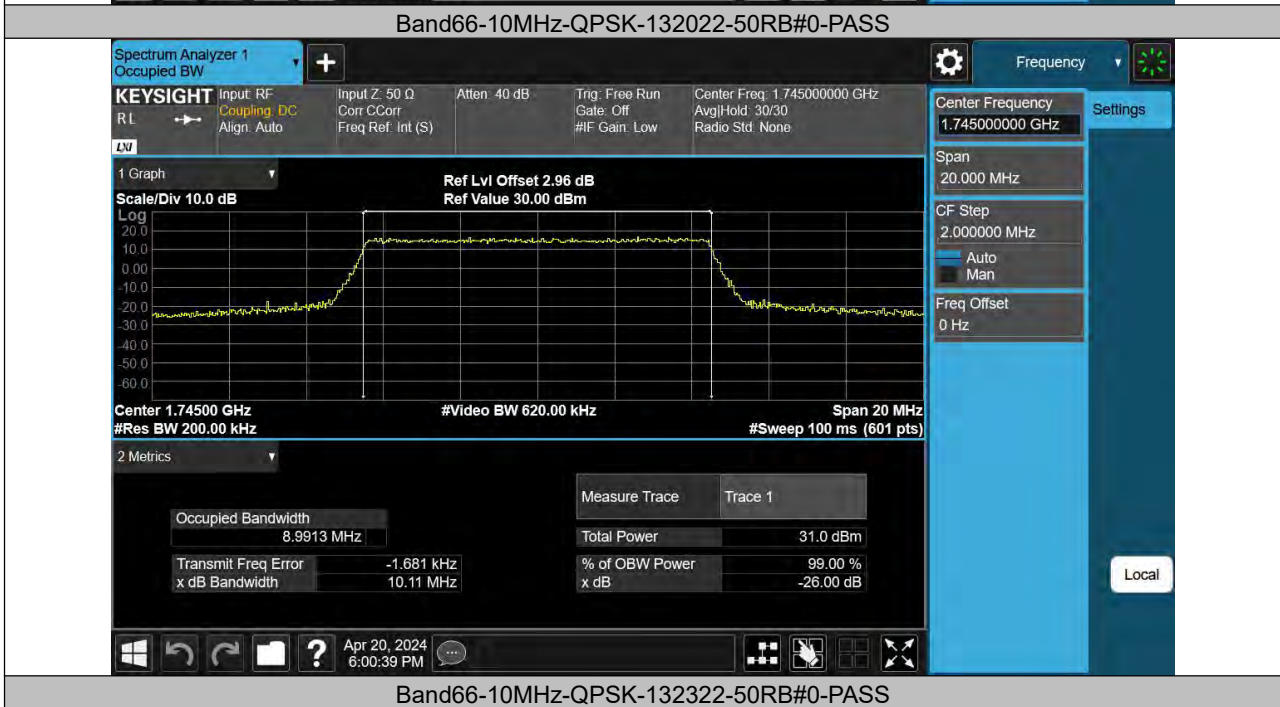 Band66-10MHz-QPSK-132022-50RB#0-PASS
Spectrum Analyzer 1
Occupied BW
Frequency
KEYSIGHT
R L
LXI
Input: RF
Coupling: DC
Align: Auto
Input Z: 50 Ω
Corr CCorr
Freq Ref: Int (S)
Atten: 40 dB
Trig: Free Run
Gate: Off
#IF Gain: Low
Center Freq: 1.745000000 GHz
Avg|Hold: 30/30
Radio Std: None
Center Frequency
1.745000000 GHz
Settings
Span
20.000 MHz
CF Step
2.000000 MHz
Auto
Man
Freq Offset
0 Hz
Local
1 Graph
Scale/Div 10.0 dB
Ref Lvl Offset 2.96 dB
Ref Value 30.00 dBm
Log
20.0
10.0
0.00
-10.0
-20.0
-30.0
-40.0
-50.0
-60.0
Center 1.74500 GHz
#Video BW 620.00 kHz
Span 20 MHz
#Res BW 200.00 kHz
#Sweep 100 ms (601 pts)
2 Metrics
Measure Trace Trace 1
Occupied Bandwidth
8.9913 MHz
Total Power 31.0 dBm
Transmit Freq Error -1.681 kHz
% of OBW Power 99.00 %
x dB Bandwidth 10.11 MHz
x dB -26.00 dB
?
Apr 20, 2024
6:00:39 PM
Band66-10MHz-QPSK-132322-50RB#0-PASS